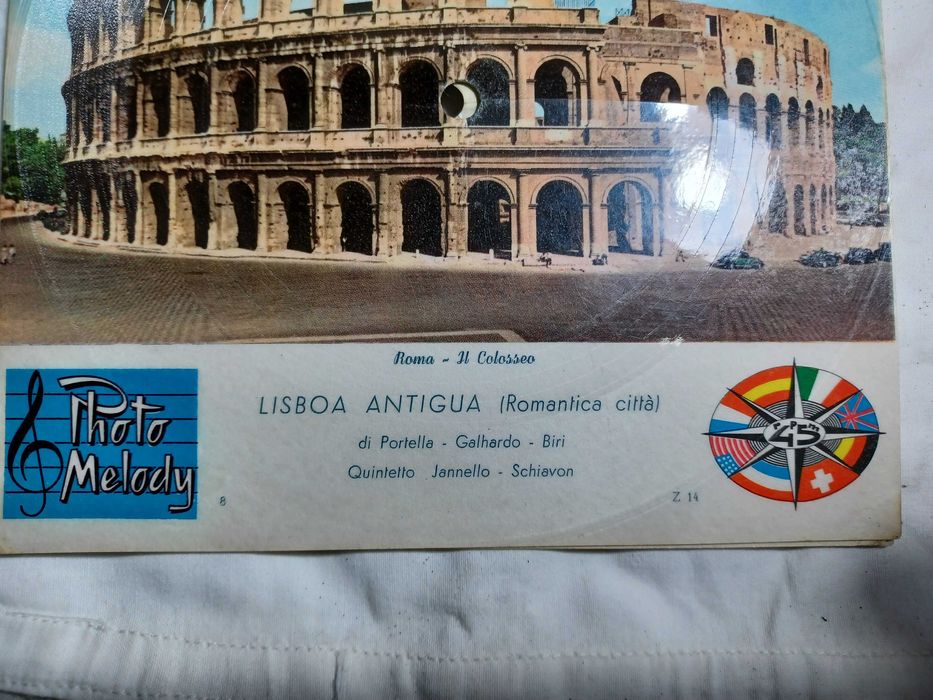 Roma - Il Colosseo
LISBOA ANTIGUA (Romantica città)
di Portella - Galhardo - Biri
Quintetto Jannello - Schiavon
Photo
Melody
8
Z 14
RPM
45